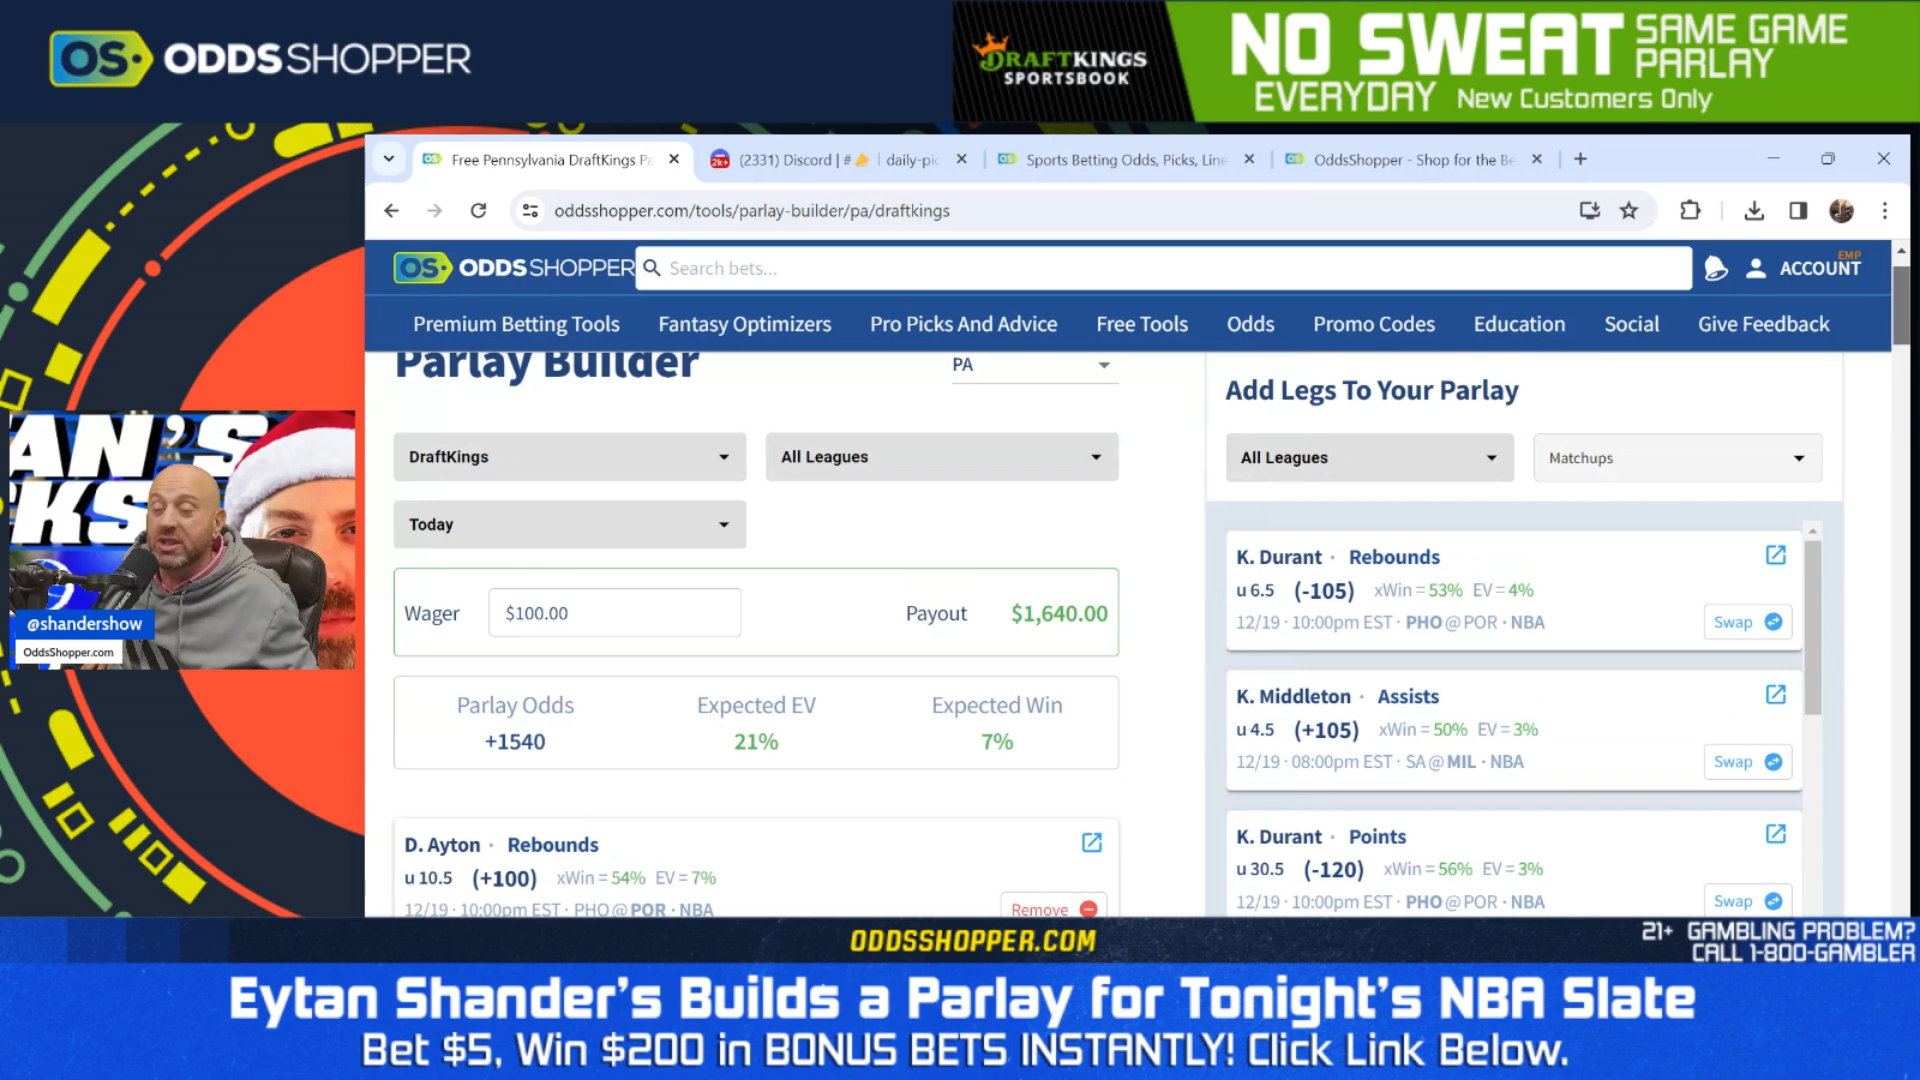 OS ODDSSHOPPER
DRAFTKINGS
SPORTSBOOK
NO SWEAT SAME GAME
PARLAY
EVERYDAY New Customers Only
Free Pennsylvania DraftKings Pa
(2331) Discord | # | daily-pic
Sports Betting Odds, Picks, Line
OddsShopper - Shop for the Be
oddsshopper.com/tools/parlay-builder/pa/draftkings
OS ODDSSHOPPER
Search bets...
EMP
ACCOUNT
Premium Betting Tools Fantasy Optimizers Pro Picks And Advice Free Tools Odds Promo Codes Education Social Give Feedback
Parlay Builder
PA
DraftKings
All Leagues
Today
Wager $100.00 Payout $1,640.00
Parlay Odds Expected EV Expected Win
+1540 21% 7%
D. Ayton · Rebounds
u 10.5 (+100) xWin = 54% EV = 7%
12/19 · 10:00pm EST · PHO @ POR · NBA
Remove
Add Legs To Your Parlay
All Leagues
Matchups
K. Durant · Rebounds
u 6.5 (-105) xWin = 53% EV = 4%
12/19 · 10:00pm EST · PHO @ POR · NBA
Swap
K. Middleton · Assists
u 4.5 (+105) xWin = 50% EV = 3%
12/19 · 08:00pm EST · SA @ MIL · NBA
Swap
K. Durant · Points
u 30.5 (-120) xWin = 56% EV = 3%
12/19 · 10:00pm EST · PHO @ POR · NBA
Swap
AN'S
KS
@shandershow
OddsShopper.com
ODDSSHOPPER.COM
21+ GAMBLING PROBLEM?
CALL 1-800-GAMBLER
Eytan Shander's Builds a Parlay for Tonight's NBA Slate
Bet $5, Win $200 in BONUS BETS INSTANTLY! Click Link Below.